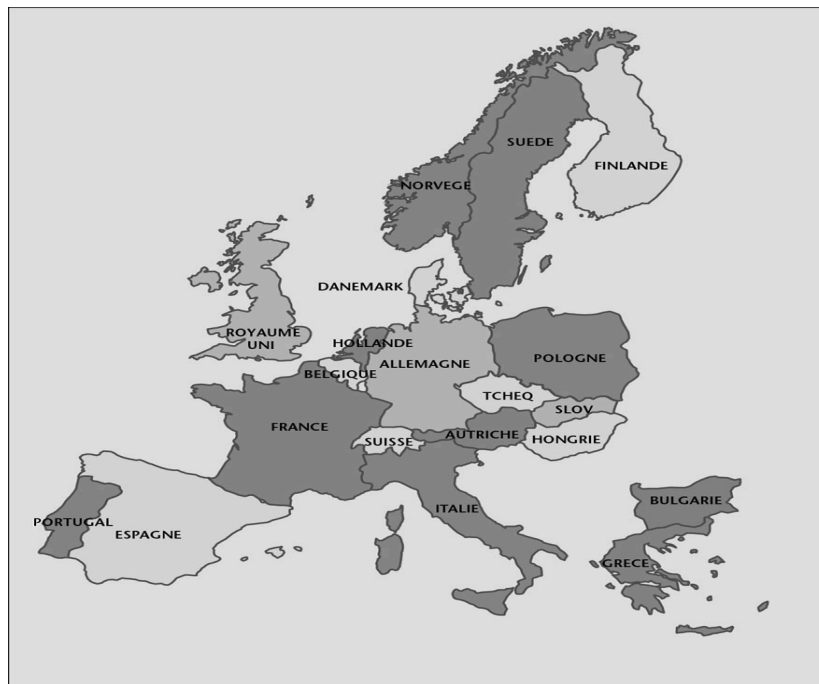 SUEDE
FINLANDE
NORVEGE
DANEMARK
ROYAUME
UNI
HOLLANDE
POLOGNE
ALLEMAGNE
BELGIQUE
TCHEQ
SLOV
FRANCE
AUTRICHE
HONGRIE
SUISSE
BULGARIE
ITALIE
PORTUGAL
ESPAGNE
GRECE